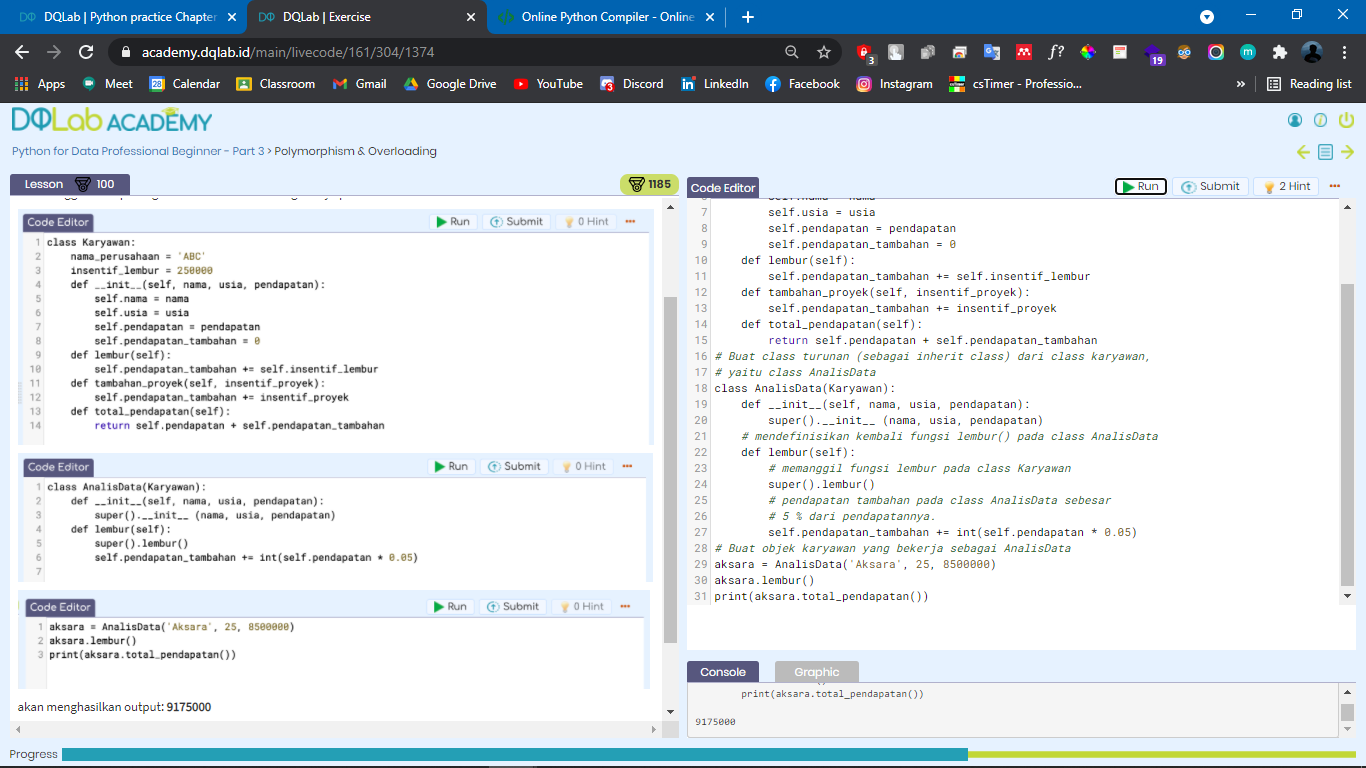 DQLab | Python practice Chapter
DQLab | Exercise
Online Python Compiler - Online
academy.dqlab.id/main/livecode/161/304/1374
3
19
Apps
Meet
28
Calendar
Classroom
Gmail
Google Drive
YouTube
3
Discord
LinkedIn
Facebook
Instagram
csTimer - Professio...
»
Reading list
DQLab ACADEMY
Python for Data Professional Beginner - Part 3 > Polymorphism & Overloading
Lesson 100
1185
Code Editor Run Submit 0 Hint
1 class Karyawan:
2 nama_perusahaan = 'ABC'
3 insentif_lembur = 250000
4 def __init__(self, nama, usia, pendapatan):
5 self.nama = nama
6 self.usia = usia
7 self.pendapatan = pendapatan
8 self.pendapatan_tambahan = 0
9 def lembur(self):
10 self.pendapatan_tambahan += self.insentif_lembur
11 def tambahan_proyek(self, insentif_proyek):
12 self.pendapatan_tambahan += insentif_proyek
13 def total_pendapatan(self):
14 return self.pendapatan + self.pendapatan_tambahan
Code Editor Run Submit 0 Hint
1 class AnalisData(Karyawan):
2 def __init__(self, nama, usia, pendapatan):
3 super().__init__ (nama, usia, pendapatan)
4 def lembur(self):
5 super().lembur()
6 self.pendapatan_tambahan += int(self.pendapatan * 0.05)
7
Code Editor Run Submit 0 Hint
1 aksara = AnalisData('Aksara', 25, 8500000)
2 aksara.lembur()
3 print(aksara.total_pendapatan())
akan menghasilkan output: 9175000
Code Editor Run Submit 2 Hint
7 self.usia = usia
8 self.pendapatan = pendapatan
9 self.pendapatan_tambahan = 0
10 def lembur(self):
11 self.pendapatan_tambahan += self.insentif_lembur
12 def tambahan_proyek(self, insentif_proyek):
13 self.pendapatan_tambahan += insentif_proyek
14 def total_pendapatan(self):
15 return self.pendapatan + self.pendapatan_tambahan
16 # Buat class turunan (sebagai inherit class) dari class karyawan,
17 # yaitu class AnalisData
18 class AnalisData(Karyawan):
19 def __init__(self, nama, usia, pendapatan):
20 super().__init__ (nama, usia, pendapatan)
21 # mendefinisikan kembali fungsi lembur() pada class AnalisData
22 def lembur(self):
23 # memanggil fungsi lembur pada class Karyawan
24 super().lembur()
25 # pendapatan tambahan pada class AnalisData sebesar
26 # 5 % dari pendapatannya.
27 self.pendapatan_tambahan += int(self.pendapatan * 0.05)
28 # Buat objek karyawan yang bekerja sebagai AnalisData
29 aksara = AnalisData('Aksara', 25, 8500000)
30 aksara.lembur()
31 print(aksara.total_pendapatan())
Console Graphic
print(aksara.total_pendapatan())
9175000
Progress